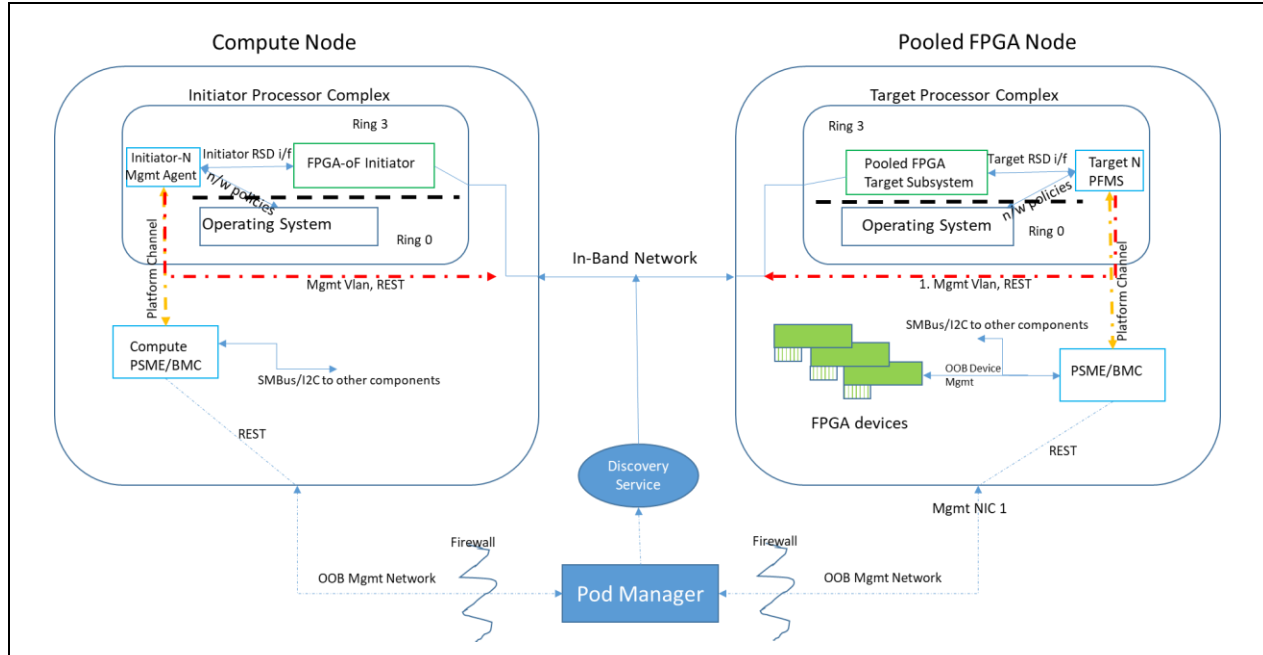 Compute Node
Pooled FPGA Node
Initiator Processor Complex
Ring 3
Initiator-N
Mgmt Agent
Initiator RSD i/f
FPGA-oF Initiator
n/w policies
Operating System
Ring 0
Platform Channel
Mgmt Vlan, REST
Compute
PSME/BMC
SMBus/I2C to other components
REST
In-Band Network
Target Processor Complex
Ring 3
Pooled FPGA
Target Subsystem
Target RSD i/f
Target N
PFMS
n/w policies
Operating System
Ring 0
1. Mgmt Vlan, REST
Platform Channel
SMBus/I2C to other components
OOB Device
Mgmt
PSME/BMC
FPGA devices
REST
Mgmt NIC 1
Discovery
Service
Firewall
Firewall
OOB Mgmt Network
Pod Manager
OOB Mgmt Network